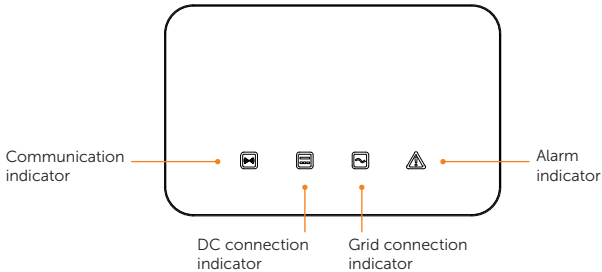 Communication
indicator
Alarm
indicator
DC connection
indicator
Grid connection
indicator